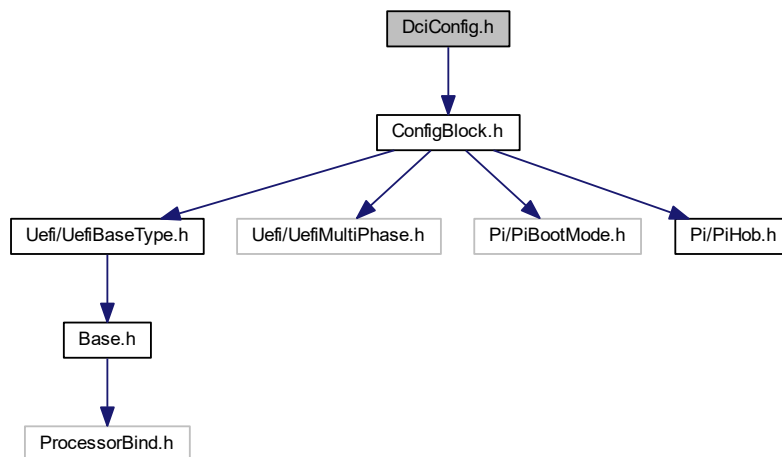 DciConfig.h
ConfigBlock.h
Uefi/UefiBaseType.h
Uefi/UefiMultiPhase.h
Pi/PiBootMode.h
Pi/PiHob.h
Base.h
ProcessorBind.h